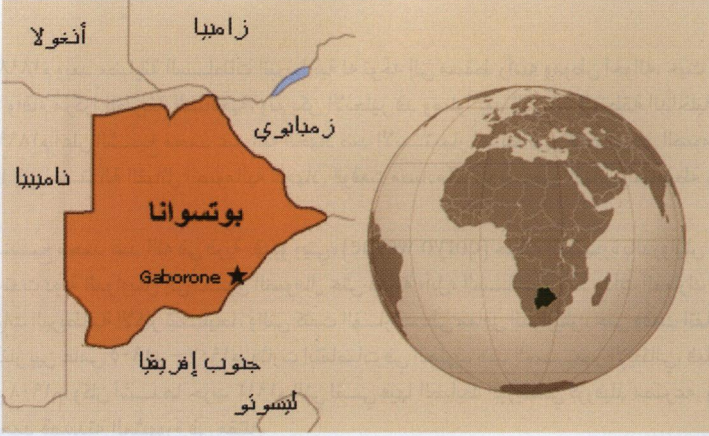 أنغولا
زامبيا
زمبابوي
ناميبيا
بوتسوانا
Gaborone
جنوب إفريقيا
ليسوتو